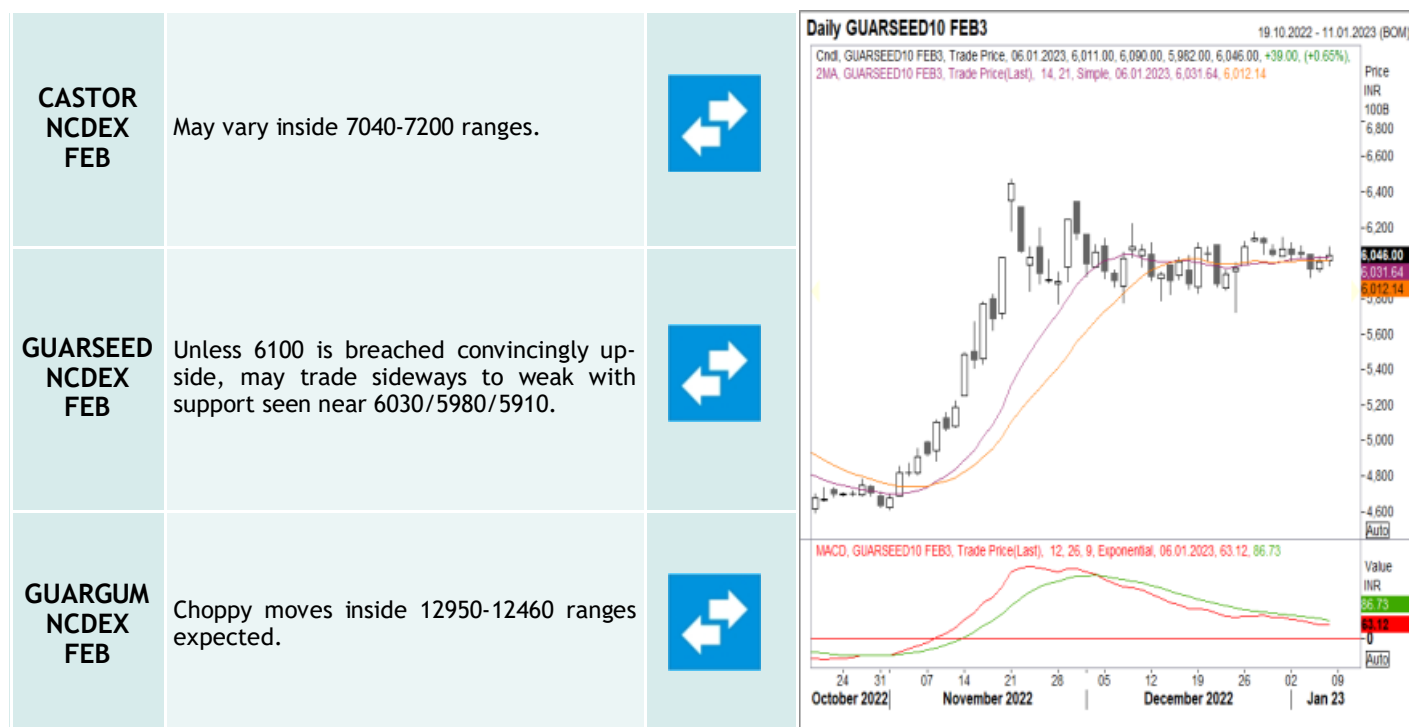 CASTOR
NCDEX
FEB
May vary inside 7040-7200 ranges.
GUARSEED
NCDEX
FEB
Unless 6100 is breached convincingly up-
side, may trade sideways to weak with
support seen near 6030/5980/5910.
GUARGUM
NCDEX
FEB
Choppy moves inside 12950-12460 ranges
expected.
Daily GUARSEED10 FEB3
19.10.2022 - 11.01.2023 (BOM)
Cndl, GUARSEED10 FEB3, Trade Price, 06.01.2023, 6,011.00, 6,090.00, 5,982.00, 6,046.00, +39.00, (+0.65%),
2MA, GUARSEED10 FEB3, Trade Price(Last), 14, 21, Simple, 06.01.2023, 6,031.64, 6,012.14
Price
INR
100B
6,800
6,600
6,400
6,200
6,046.00
6,031.64
6,012.14
5,800
5,600
5,400
5,200
5,000
4,800
4,600
Auto
MACD, GUARSEED10 FEB3, Trade Price(Last), 12, 26, 9, Exponential, 06.01.2023, 63.12, 86.73
Value
INR
86.73
63.12
0
Auto
24 31 07 14 21 28 05 12 19 26 02 09
October 2022 November 2022 December 2022 Jan 23